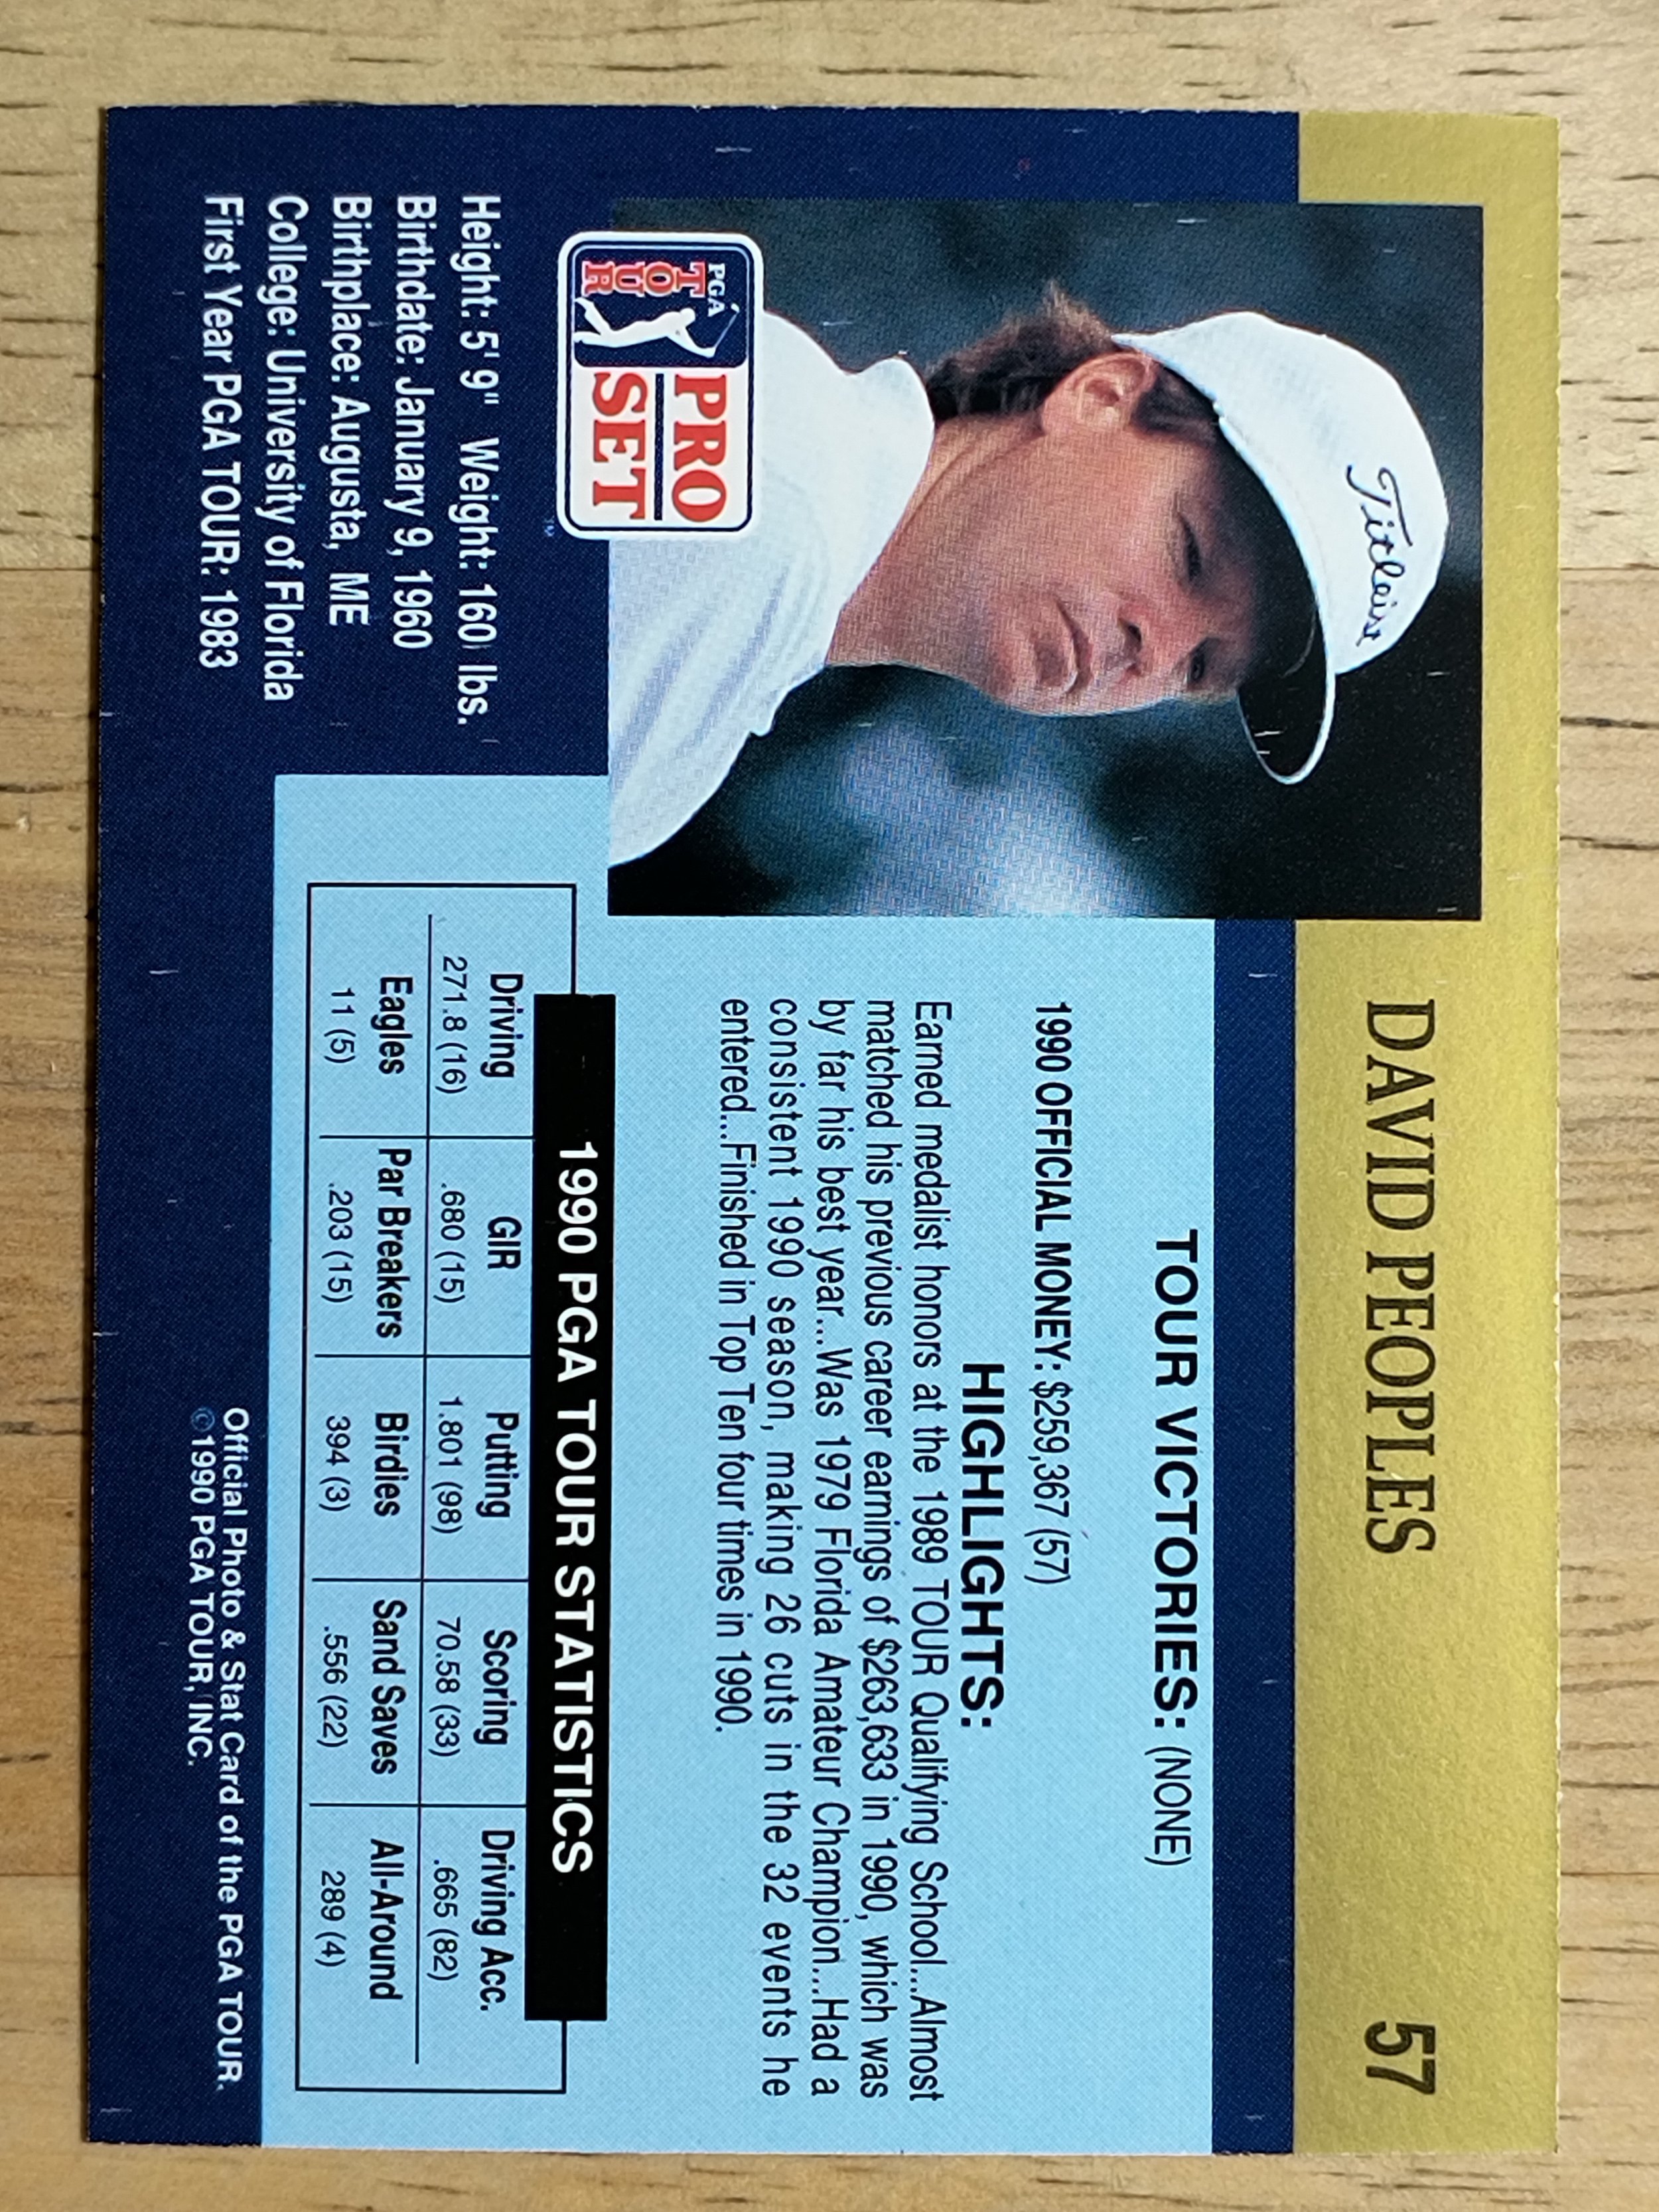 DAVID PEOPLES 57
Titleist
PGA
TOUR
PRO
SET
TM
Height: 5' 9" Weight: 160 lbs.
Birthdate: January 9, 1960
Birthplace: Augusta, ME
College: University of Florida
First Year PGA TOUR: 1983
TOUR VICTORIES: (NONE)
1990 OFFICIAL MONEY: $259,367 (57)
HIGHLIGHTS:
Earned medalist honors at the 1989 TOUR Qualifying School...Almost
matched his previous career earnings of $263,633 in 1990, which was
by far his best year...Was 1979 Florida Amateur Champion...Had a
consistent 1990 season, making 26 cuts in the 32 events he
entered...Finished in Top Ten four times in 1990.
1990 PGA TOUR STATISTICS
Driving GIR Putting Scoring Driving Acc.
271.8 (16) .680 (15) 1.801 (98) 70.58 (33) .665 (82)
Eagles Par Breakers Birdies Sand Saves All-Around
11 (5) .203 (15) 394 (3) .556 (22) 289 (4)
Official Photo & Stat Card of the PGA TOUR.
©1990 PGA TOUR, INC.